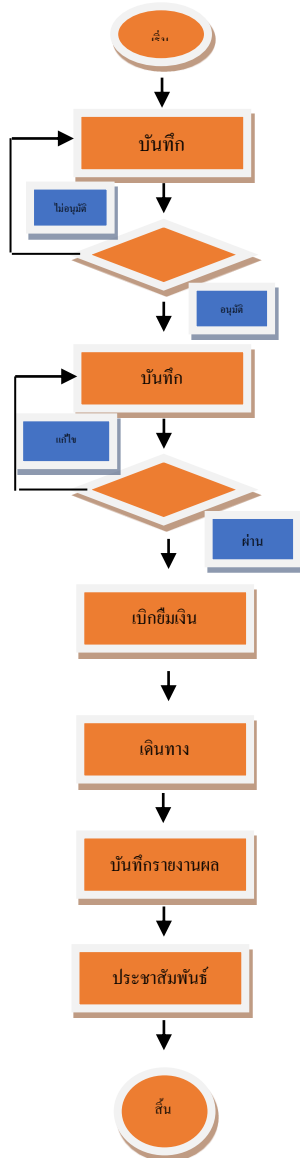 เริ่ม
บันทึก
ไม่อนุมัติ
อนุมัติ
บันทึก
แก้ไข
ผ่าน
เบิกยืมเงิน
เดินทาง
บันทึกรายงานผล
ประชาสัมพันธ์
สิ้น